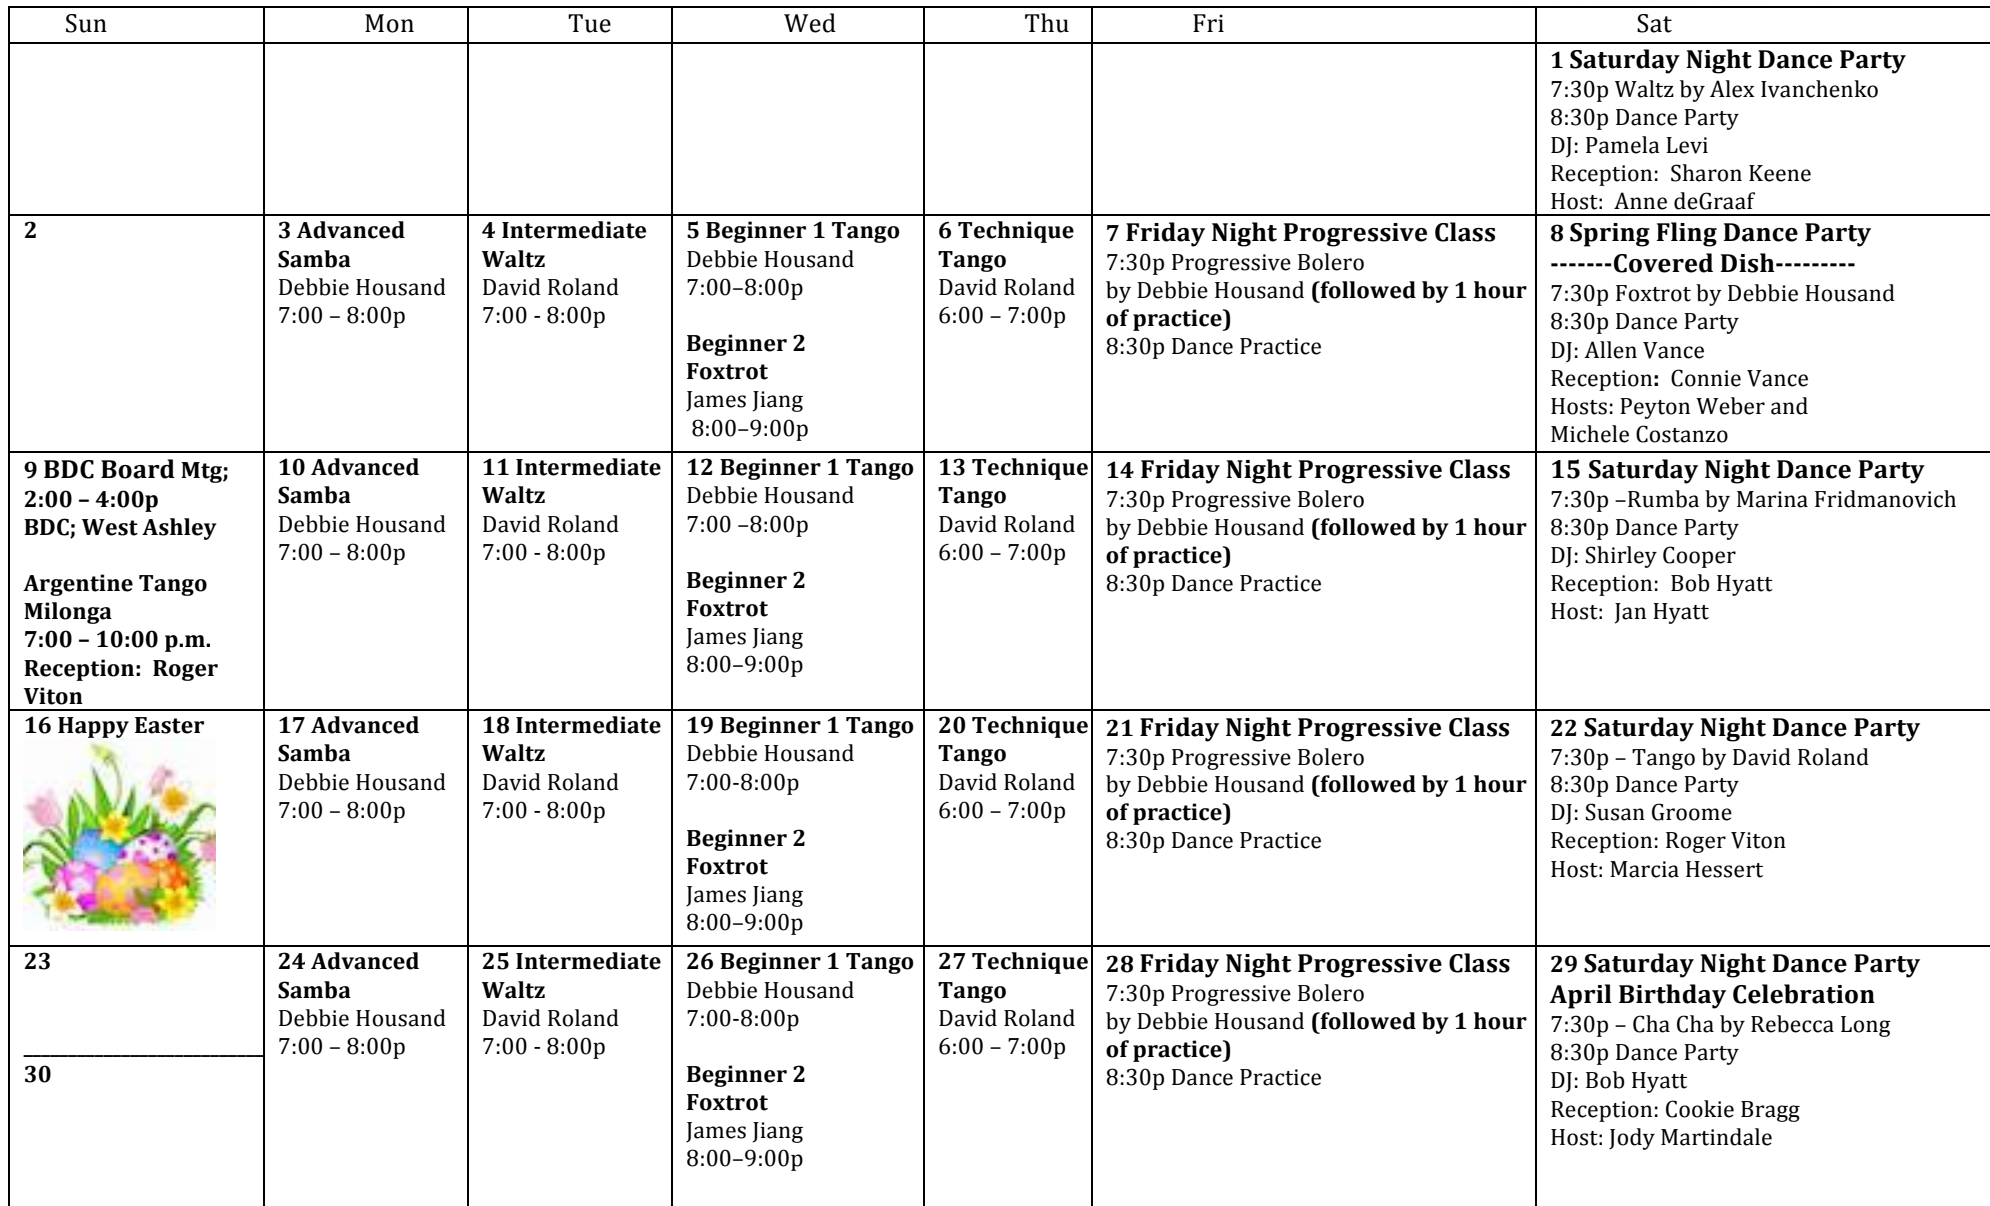 Sun Mon Tue Wed Thu Fri Sat
1 Saturday Night Dance Party
7:30p Waltz by Alex Ivanchenko
8:30p Dance Party
DJ: Pamela Levi
Reception:  Sharon Keene
Host:  Anne deGraaf
2
3 Advanced
Samba
Debbie Housand
7:00 – 8:00p
4 Intermediate
Waltz
David Roland
7:00 - 8:00p
5 Beginner 1 Tango
Debbie Housand
7:00–8:00p
Beginner 2
Foxtrot
James Jiang
8:00–9:00p
6 Technique
Tango
David Roland
6:00 – 7:00p
7 Friday Night Progressive Class
7:30p Progressive Bolero
by Debbie Housand (followed by 1 hour
of practice)
8:30p Dance Practice
8 Spring Fling Dance Party
-------Covered Dish---------
7:30p Foxtrot by Debbie Housand
8:30p Dance Party
DJ: Allen Vance
Reception:  Connie Vance
Hosts: Peyton Weber and
Michele Costanzo
9 BDC Board Mtg;
2:00 – 4:00p
BDC; West Ashley
Argentine Tango
Milonga
7:00 – 10:00 p.m.
Reception:  Roger
Viton
10 Advanced
Samba
Debbie Housand
7:00 – 8:00p
11 Intermediate
Waltz
David Roland
7:00 - 8:00p
12 Beginner 1 Tango
Debbie Housand
7:00 –8:00p
Beginner 2
Foxtrot
James Jiang
8:00–9:00p
13 Technique
Tango
David Roland
6:00 – 7:00p
14 Friday Night Progressive Class
7:30p Progressive Bolero
by Debbie Housand (followed by 1 hour
of practice)
8:30p Dance Practice
15 Saturday Night Dance Party
7:30p –Rumba by Marina Fridmanovich
8:30p Dance Party
DJ: Shirley Cooper
Reception:  Bob Hyatt
Host:  Jan Hyatt
16 Happy Easter
17 Advanced
Samba
Debbie Housand
7:00 – 8:00p
18 Intermediate
Waltz
David Roland
7:00 - 8:00p
19 Beginner 1 Tango
Debbie Housand
7:00-8:00p
Beginner 2
Foxtrot
James Jiang
8:00–9:00p
20 Technique
Tango
David Roland
6:00 – 7:00p
21 Friday Night Progressive Class
7:30p Progressive Bolero
by Debbie Housand (followed by 1 hour
of practice)
8:30p Dance Practice
22 Saturday Night Dance Party
7:30p – Tango by David Roland
8:30p Dance Party
DJ: Susan Groome
Reception: Roger Viton
Host: Marcia Hessert
23
30
24 Advanced
Samba
Debbie Housand
7:00 – 8:00p
25 Intermediate
Waltz
David Roland
7:00 - 8:00p
26 Beginner 1 Tango
Debbie Housand
7:00-8:00p
Beginner 2
Foxtrot
James Jiang
8:00–9:00p
27 Technique
Tango
David Roland
6:00 – 7:00p
28 Friday Night Progressive Class
7:30p Progressive Bolero
by Debbie Housand (followed by 1 hour
of practice)
8:30p Dance Practice
29 Saturday Night Dance Party
April Birthday Celebration
7:30p – Cha Cha by Rebecca Long
8:30p Dance Party
DJ: Bob Hyatt
Reception: Cookie Bragg
Host: Jody Martindale